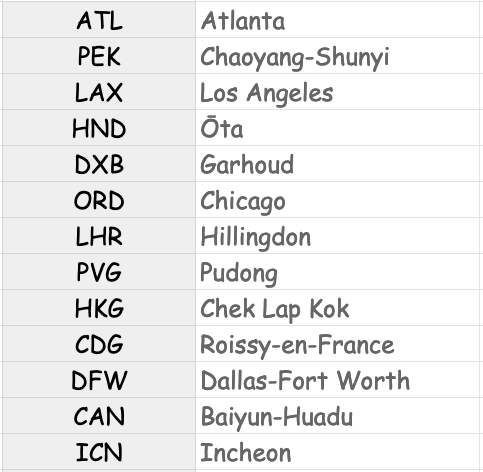 ATL Atlanta
PEK Chaoyang-Shunyi
LAX Los Angeles
HND Ōta
DXB Garhoud
ORD Chicago
LHR Hillingdon
PVG Pudong
HKG Chek Lap Kok
CDG Roissy-en-France
DFW Dallas-Fort Worth
CAN Baiyun-Huadu
ICN Incheon